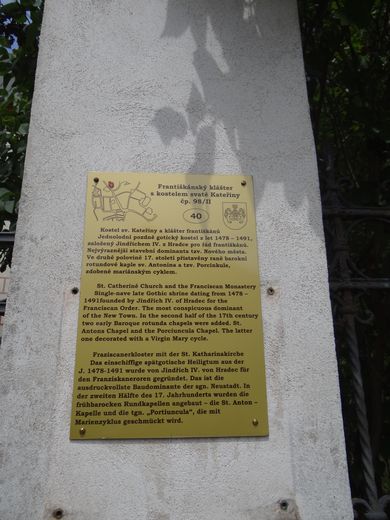 Františkánský klášter
s kostelem svaté Kateřiny
čp. 98/II
40
Kostel sv. Kateřiny a klášter františkánů
Jednolodní pozdně gotický kostel z let 1478 – 1491,
založený Jindřichem IV. z Hradce pro řád františkánů.
Nejvýraznější stavební dominanta tzv. Nového města.
Ve druhé polovině 17. století přistavěny raně barokní
rotundové kaple sv. Antonína a tzv. Porciunkule,
zdobené mariánským cyklem.
St. Catherine Church and the Franciscan Monastery
Single-nave late Gothic shrine dating from 1478 –
1491founded by Jindřich IV. of Hradec for the
Franciscan Order. The most conspicuous dominant
of the New Town. In the second half of the 17th century
two early Baroque rotunda chapels were added, St.
Antons Chapel and the Porciuncula Chapel. The latter
one decorated with a Virgin Mary cycle.
Fraziscanerkloster mit der St. Katharinakirche
Das einschiffige spätgotische Heiligtum aus der
J. 1478-1491 wurde von Jindřich IV. von Hradec für
den Franziskaneroren gegründet. Das ist die
ausdruckvollste Baudominante der sgn. Neustadt. In
der zweiten Hälfte des 17. Jahrhunderts wurden die
frühbarocken Rundkapellen angebaut – die St. Anton -
Kapelle und die tgn. „Portiuncula", die mit
Marienzyklus geschmückt wird.